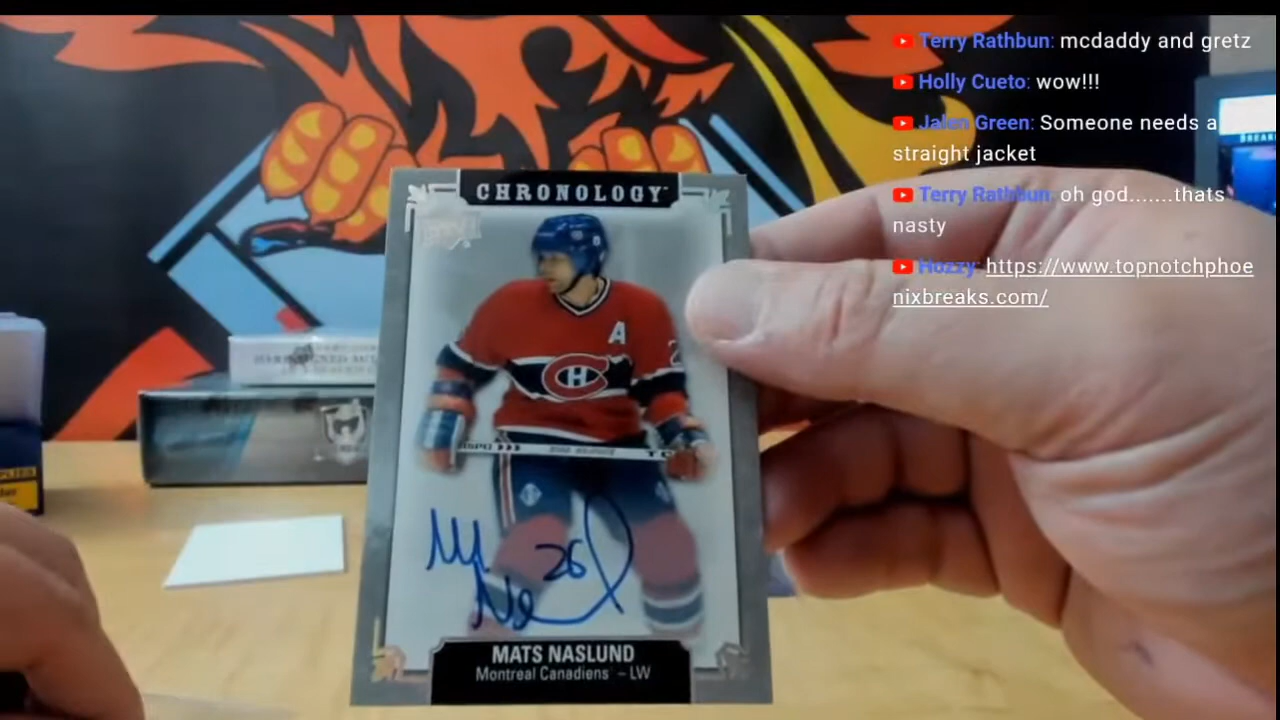 Terry Rathbun: mcdaddy and gretz
Holly Cueto: wow!!!
Jalen Green: Someone needs a
straight jacket
Terry Rathbun: oh god.......thats
nasty
Hozzy: https://www.topnotchphoe
nixbreaks.com/
BREAK
CHRONOLOGY
A
26
MATS NASLUND
Montreal Canadiens – LW